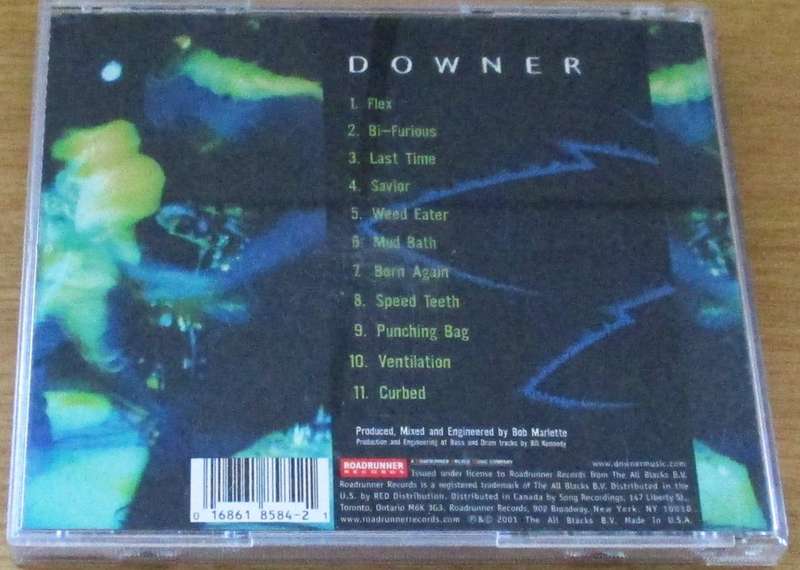 DOWNER
1. Flex
2. Bi-Furious
3. Last Time
4. Savior
5. Weed Eater
6. Mud Bath
7. Born Again
8. Speed Teeth
9. Punching Bag
10. Ventilation
11. Curbed
Produced, Mixed and Engineered by Bob Marlette
Production and Engineering of Bass and Drum tracks by Bill Kennedy
ROADRUNNER
RECORDS
www.downermusic.com
Issued under license to Roadrunner Records from The All Blacks B.V.
Roadrunner Records is a registered trademark of The All Blacks B.V. Distributed in the
U.S. by RED Distribution. Distributed in Canada by Song Recordings, 147 Liberty St.,
Toronto, Ontario M6K 3G3. Roadrunner Records, 902 Broadway, New York, NY 10010
www.roadrunnerrecords.com ℗&© 2001 The All Blacks B.V. Made In U.S.A.
0 16861 8584-2 1